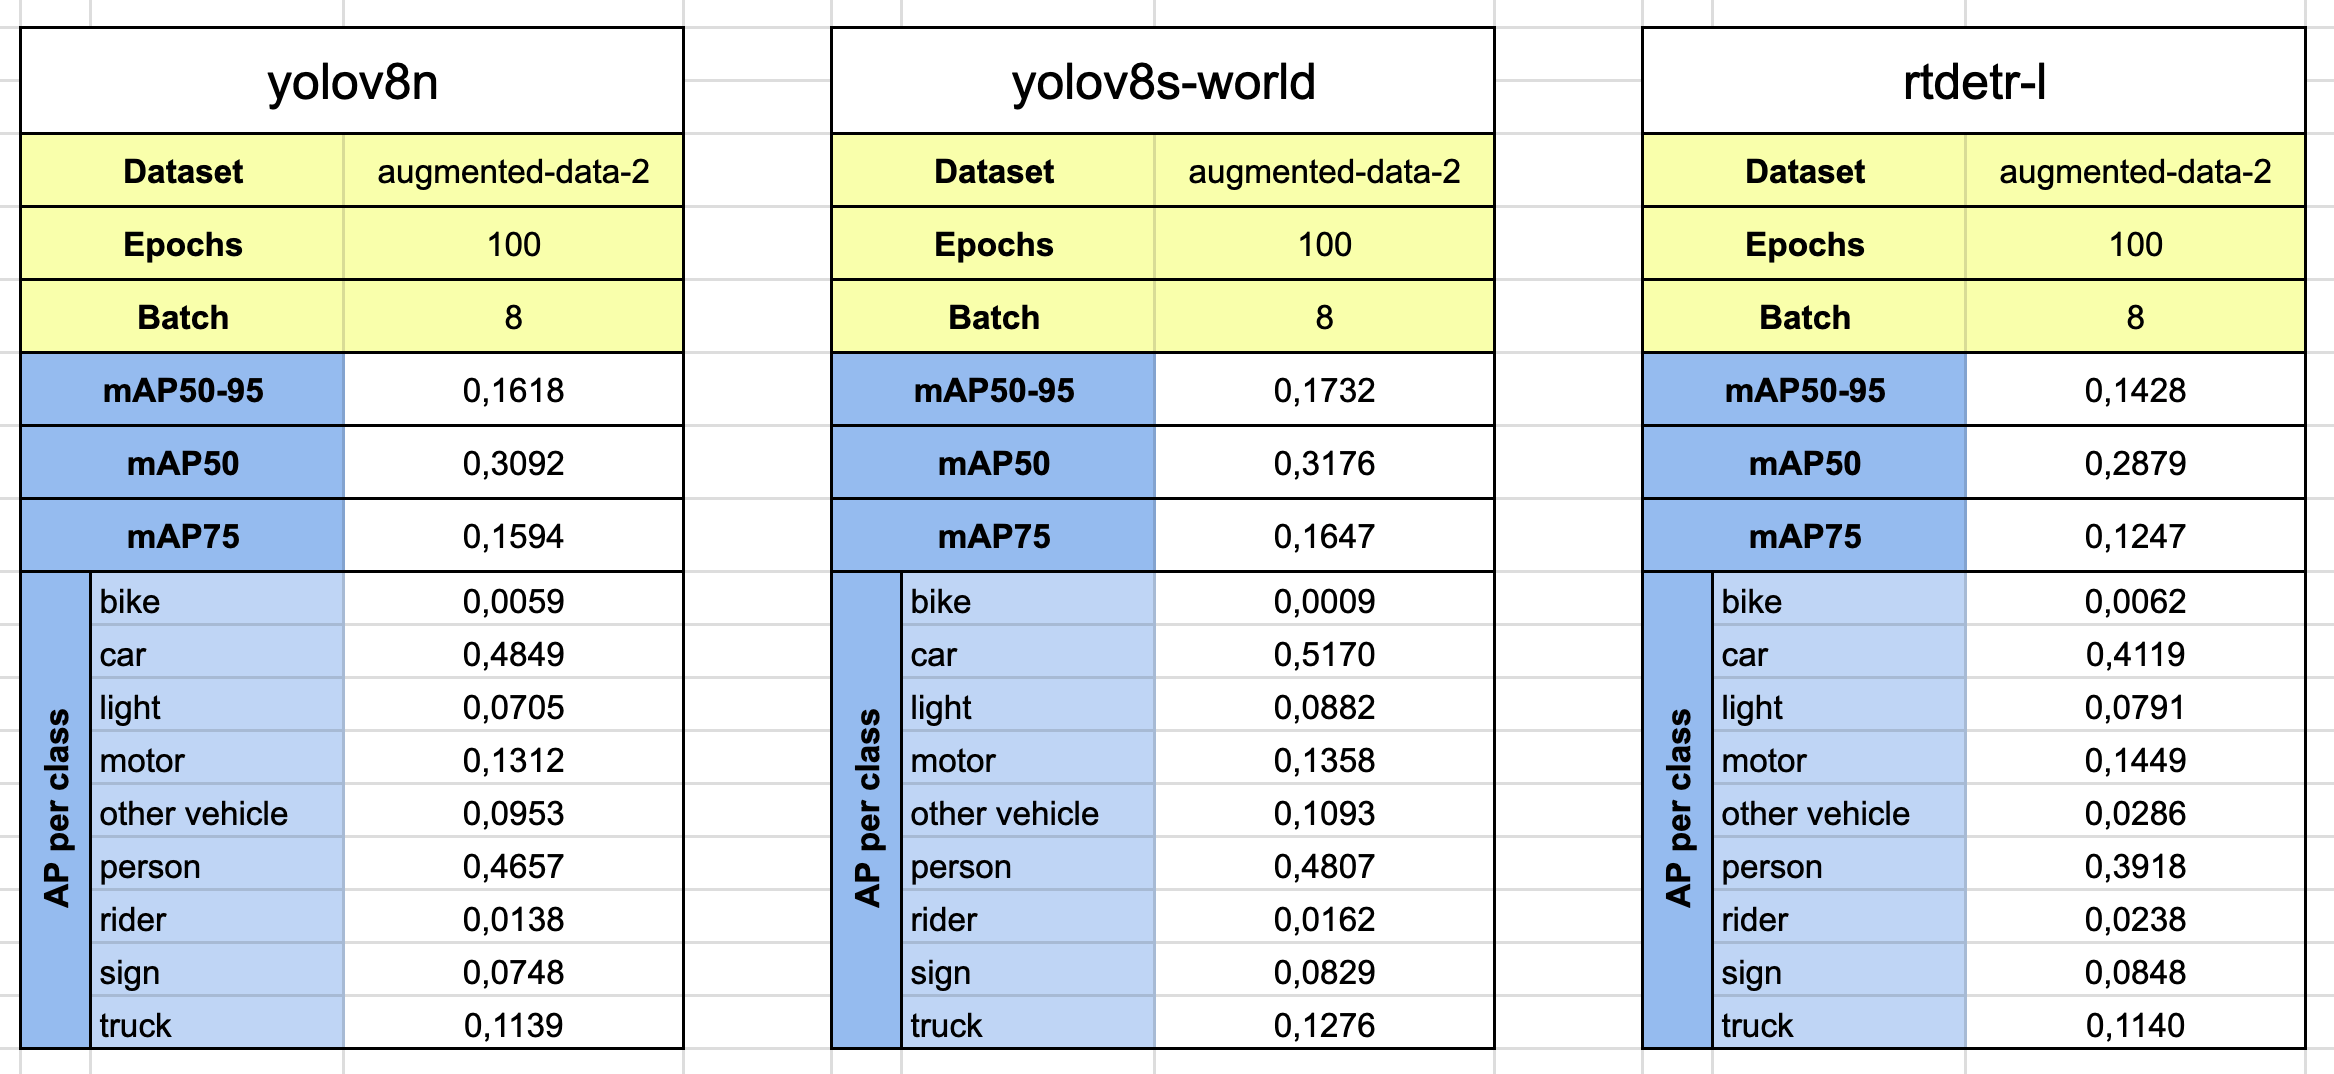 yolov8n
Dataset augmented-data-2
Epochs 100
Batch 8
mAP50-95 0,1618
mAP50 0,3092
mAP75 0,1594
AP per class
bike 0,0059
car 0,4849
light 0,0705
motor 0,1312
other vehicle 0,0953
person 0,4657
rider 0,0138
sign 0,0748
truck 0,1139
yolov8s-world
Dataset augmented-data-2
Epochs 100
Batch 8
mAP50-95 0,1732
mAP50 0,3176
mAP75 0,1647
AP per class
bike 0,0009
car 0,5170
light 0,0882
motor 0,1358
other vehicle 0,1093
person 0,4807
rider 0,0162
sign 0,0829
truck 0,1276
rtdetr-l
Dataset augmented-data-2
Epochs 100
Batch 8
mAP50-95 0,1428
mAP50 0,2879
mAP75 0,1247
AP per class
bike 0,0062
car 0,4119
light 0,0791
motor 0,1449
other vehicle 0,0286
person 0,3918
rider 0,0238
sign 0,0848
truck 0,1140